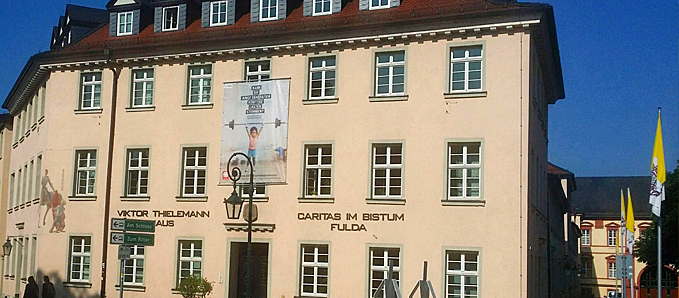 VIKTOR THIELEMANN
HAUS
CARITAS IM BISTUM
FULDA
Am Schloss
Zum Ritter